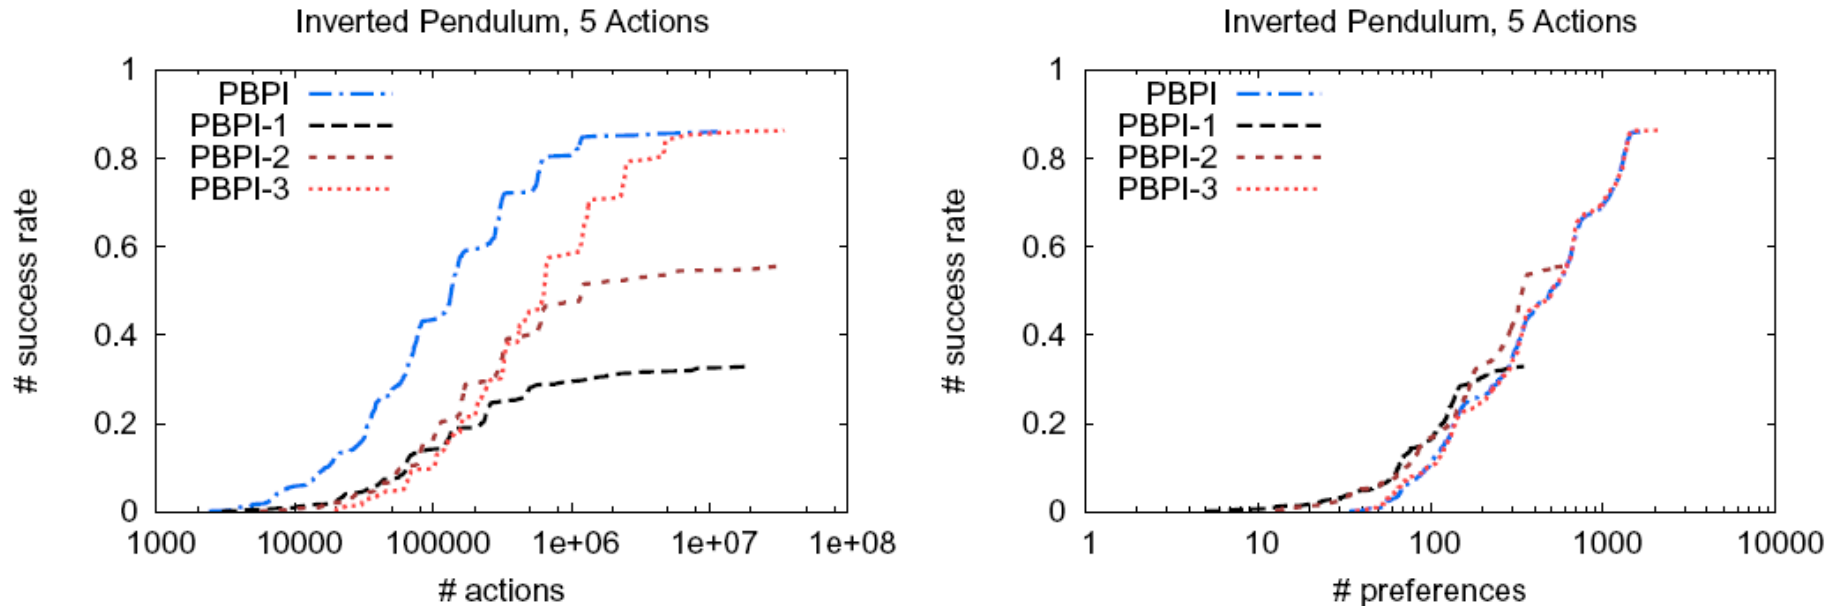 Inverted Pendulum, 5 Actions
1
0.8
0.6
0.4
0.2
0
# success rate
PBPI
PBPI-1
PBPI-2
PBPI-3
1000 10000 100000 1e+06 1e+07 1e+08
# actions
Inverted Pendulum, 5 Actions
1
0.8
0.6
0.4
0.2
0
# success rate
PBPI
PBPI-1
PBPI-2
PBPI-3
1 10 100 1000 10000
# preferences